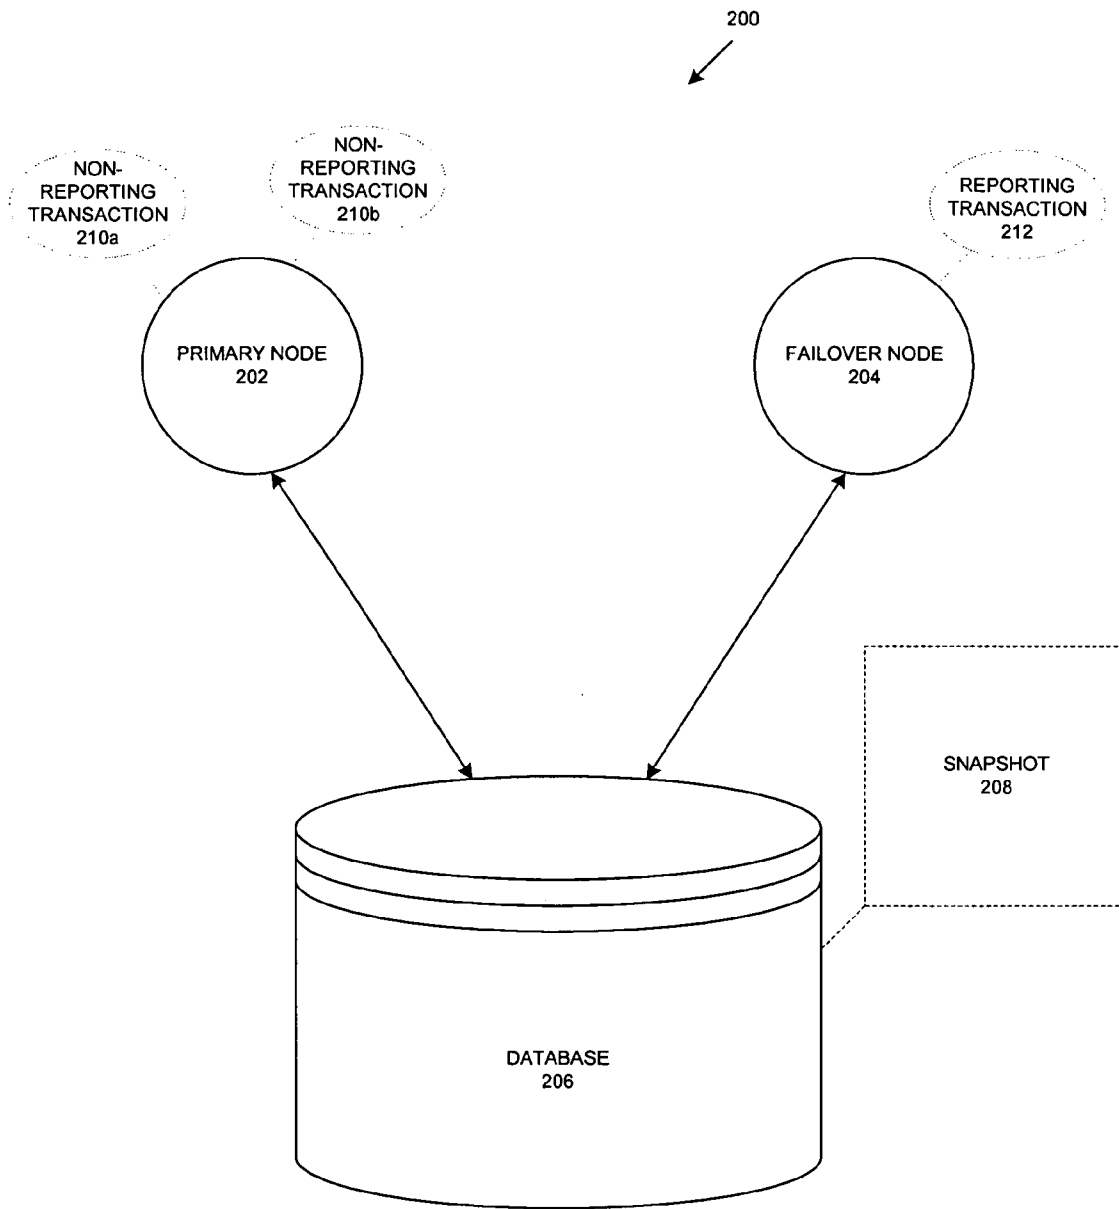 200
NON-
REPORTING
TRANSACTION
210a
NON-
REPORTING
TRANSACTION
210b
REPORTING
TRANSACTION
212
PRIMARY NODE
202
FAILOVER NODE
204
SNAPSHOT
208
DATABASE
206